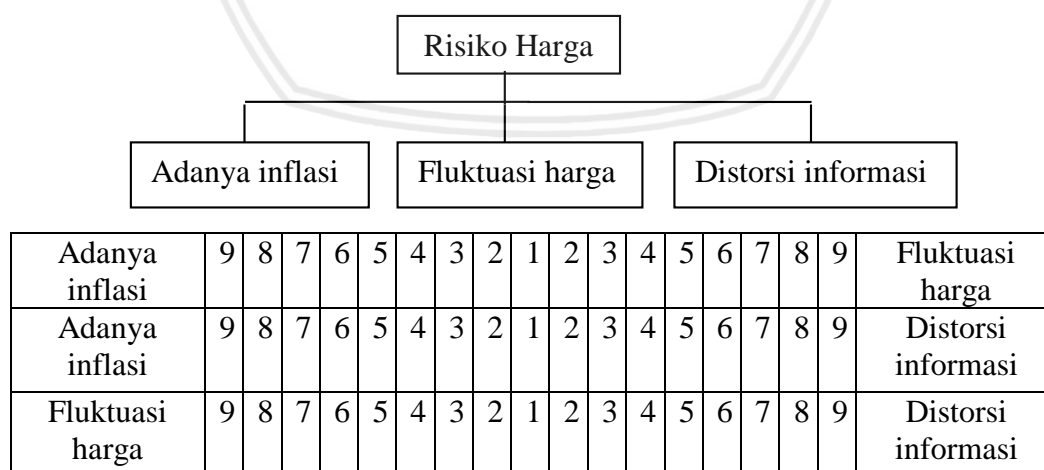 Risiko Harga
Adanya inflasi Fluktuasi harga Distorsi informasi
Adanya inflasi 9 8 7 6 5 4 3 2 1 2 3 4 5 6 7 8 9 Fluktuasi harga
Adanya inflasi 9 8 7 6 5 4 3 2 1 2 3 4 5 6 7 8 9 Distorsi informasi
Fluktuasi harga 9 8 7 6 5 4 3 2 1 2 3 4 5 6 7 8 9 Distorsi informasi